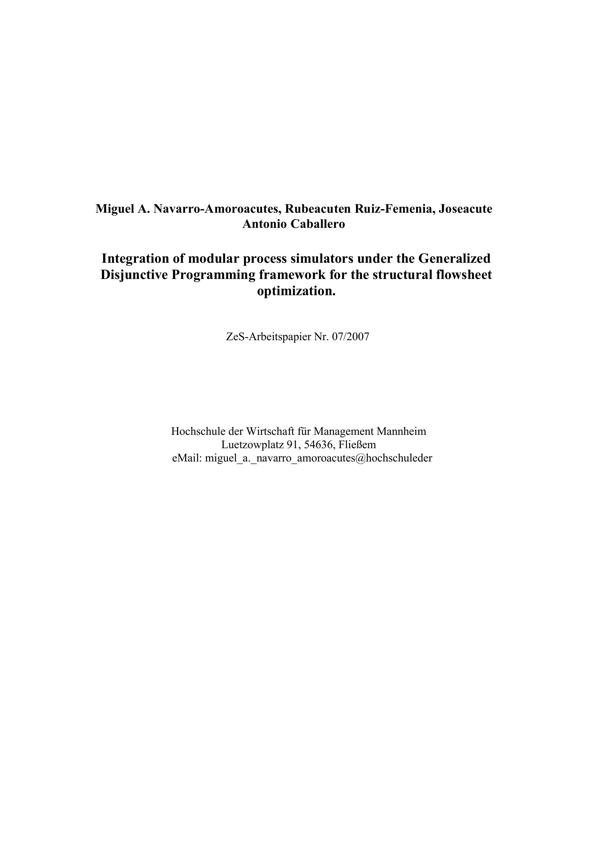 Miguel A. Navarro-Amoroacutes, Rubeacuten Ruiz-Femenia, Joseacute
Antonio Caballero
Integration of modular process simulators under the Generalized
Disjunctive Programming framework for the structural flowsheet
optimization.
ZeS-Arbeitspapier Nr. 07/2007
Hochschule der Wirtschaft für Management Mannheim
Luetzowplatz 91, 54636, Fließem
eMail: miguel_a._navarro_amoroacutes@hochschuleder